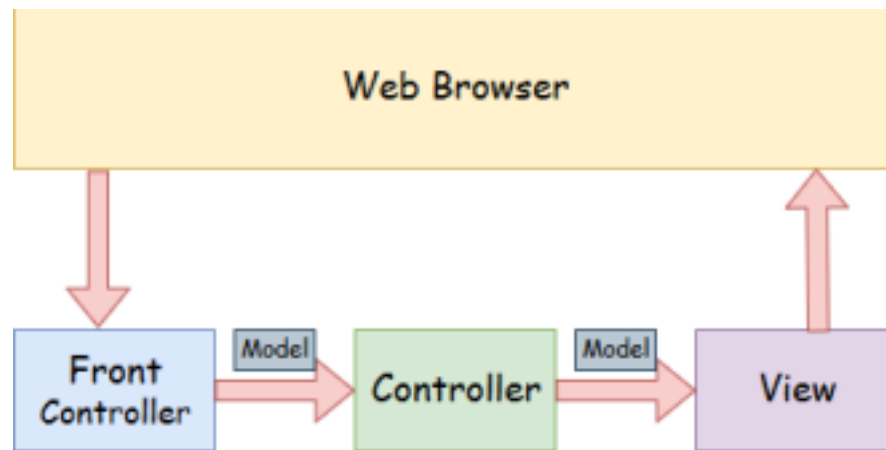 Web Browser
Model
Model
Front
Controller
Controller
View